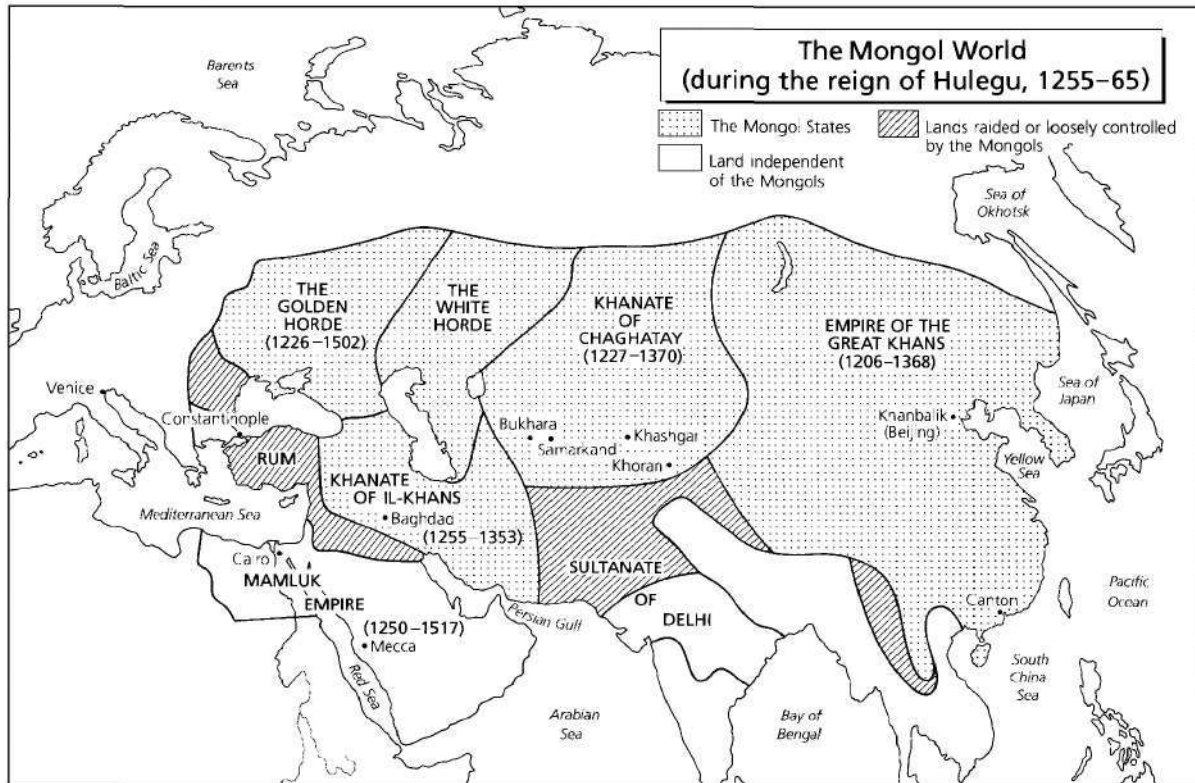 The Mongol World
(during the reign of Hulegu, 1255–65)
The Mongol States
Lands raided or loosely controlled
by the Mongols
Land independent
of the Mongols
Barents
Sea
Sea of
Okhotsk
Baltic Sea
THE
GOLDEN
HORDE
(1226–1502)
THE
WHITE
HORDE
KHANATE
OF
CHAGHATAY
(1227–1370)
EMPIRE OF THE
GREAT KHANS
(1206–1368)
Venice
Constantinople
Sea of
Japan
Khanbalik
(Beijing)
Bukhara
Samarkand
Khashgar
Khoran
Yellow
Sea
RUM
KHANATE
OF IL-KHANS
Baghdad
(1255–1353)
Mediterranean Sea
Cairo
MAMLUK
EMPIRE
(1250–1517)
Mecca
Red Sea
Persian Gulf
SULTANATE
OF
DELHI
Canton
Pacific
Ocean
South
China
Sea
Arabian
Sea
Bay of
Bengal